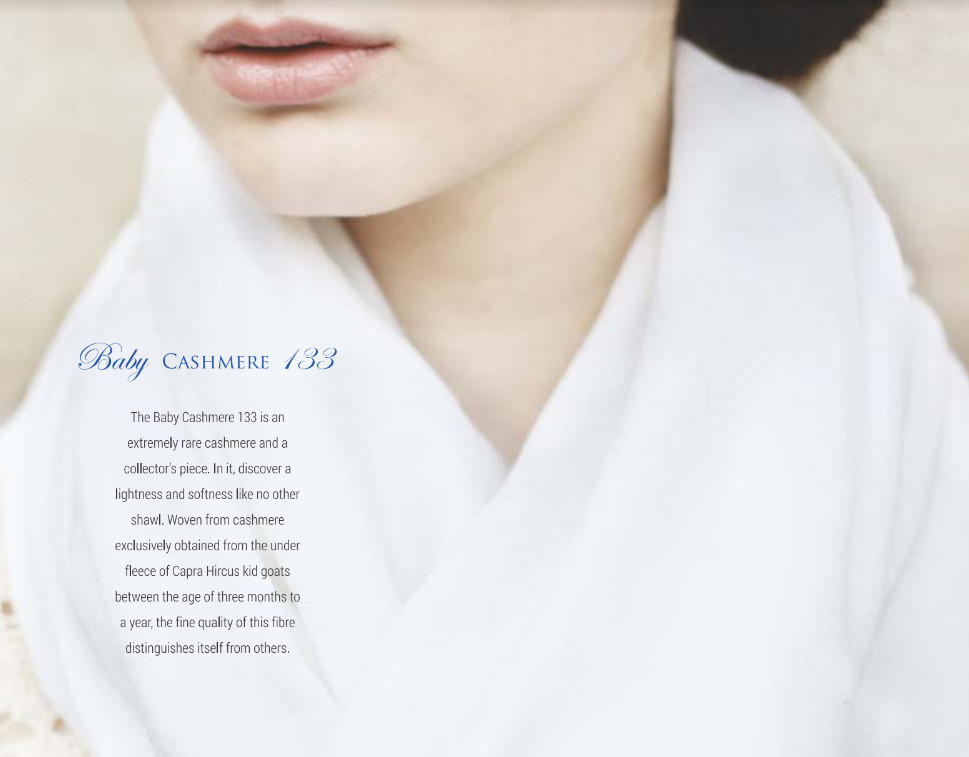 Baby CASHMERE 133
The Baby Cashmere 133 is an
extremely rare cashmere and a
collector's piece. In it, discover a
lightness and softness like no other
shawl. Woven from cashmere
exclusively obtained from the under
fleece of Capra Hircus kid goats
between the age of three months to
a year, the fine quality of this fibre
distinguishes itself from others.